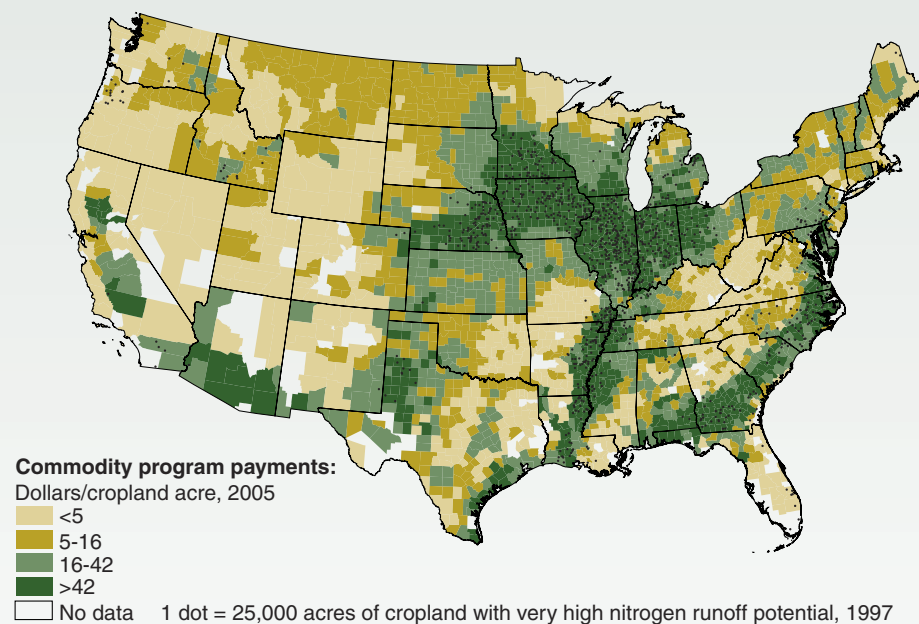 Commodity program payments:
Dollars/cropland acre, 2005
<5
5-16
16-42
>42
No data 1 dot = 25,000 acres of cropland with very high nitrogen runoff potential, 1997